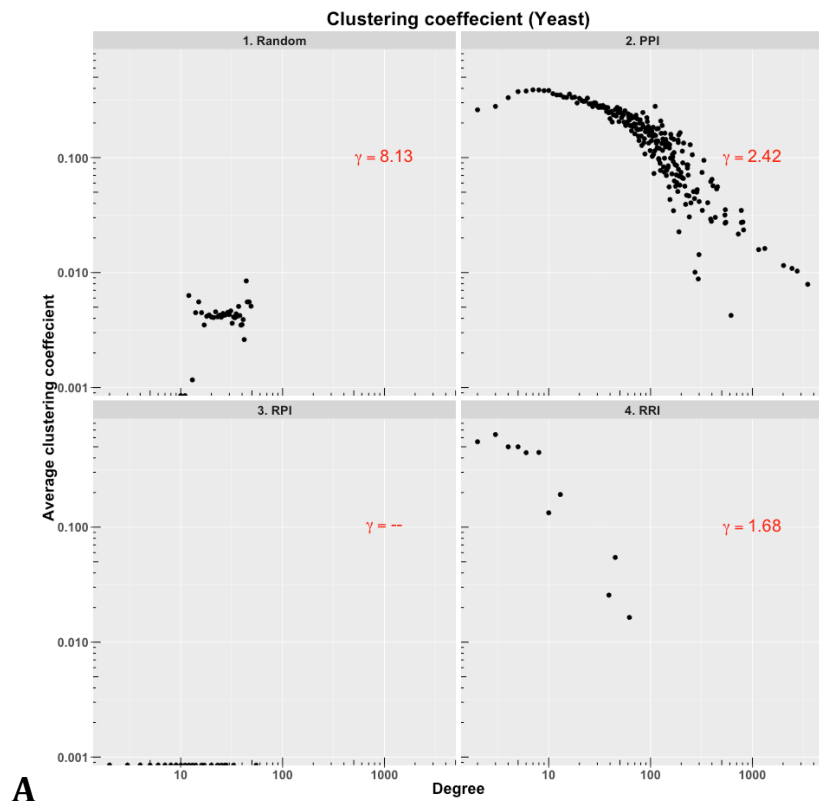 Clustering coeffecient (Yeast)
1. Random
2. PPI
γ = 8.13
γ = 2.42
0.100
0.010
0.001
3. RPI
4. RRI
γ = --
γ = 1.68
0.100
0.010
0.001
10 100 1000
10 100 1000
Average clustering coeffecient
Degree
A